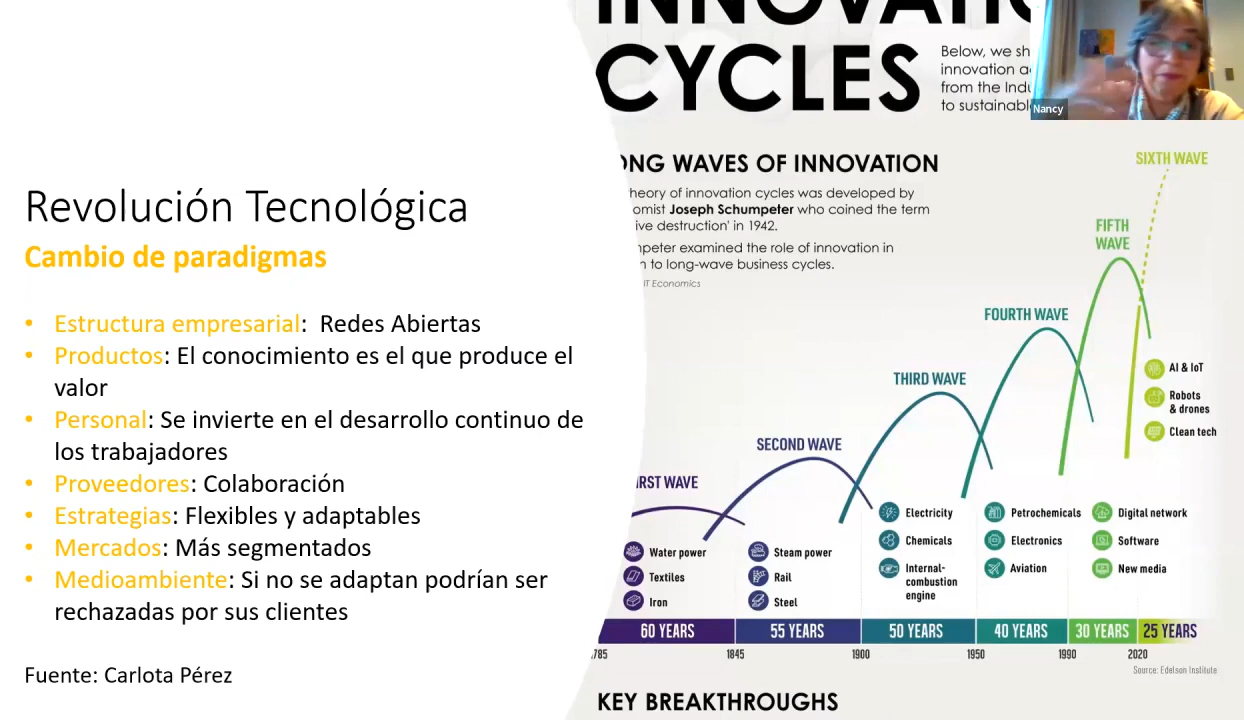 Revolución Tecnológica
Cambio de paradigmas
• Estructura empresarial: Redes Abiertas
• Productos: El conocimiento es el que produce el
valor
• Personal: Se invierte en el desarrollo continuo de
los trabajadores
• Proveedores: Colaboración
• Estrategias: Flexibles y adaptables
• Mercados: Más segmentados
• Medioambiente: Si no se adaptan podrían ser
rechazadas por sus clientes
Fuente: Carlota Pérez
CYCLES
Below, we sh
innovation a
from the Indu
to sustainabl
Nancy
ONG WAVES OF INNOVATION
heory of innovation cycles was developed by
omist Joseph Schumpeter who coined the term
ive destruction' in 1942.
mpeter examined the role of innovation in
n to long-wave business cycles.
IT Economics
SIXTH WAVE
FIFTH
WAVE
FOURTH WAVE
THIRD WAVE
SECOND WAVE
IRST WAVE
AI & IoT
Robots
& drones
Clean tech
Water power
Textiles
Iron
Steam power
Rail
Steel
Electricity
Chemicals
Internal-
combustion
engine
Petrochemicals
Electronics
Aviation
Digital network
Software
New media
60 YEARS
55 YEARS
50 YEARS
40 YEARS
30 YEARS
25 YEARS
785
1845
1900
1950
1990
2020
Source: Edelson Institute
KEY BREAKTHROUGHS